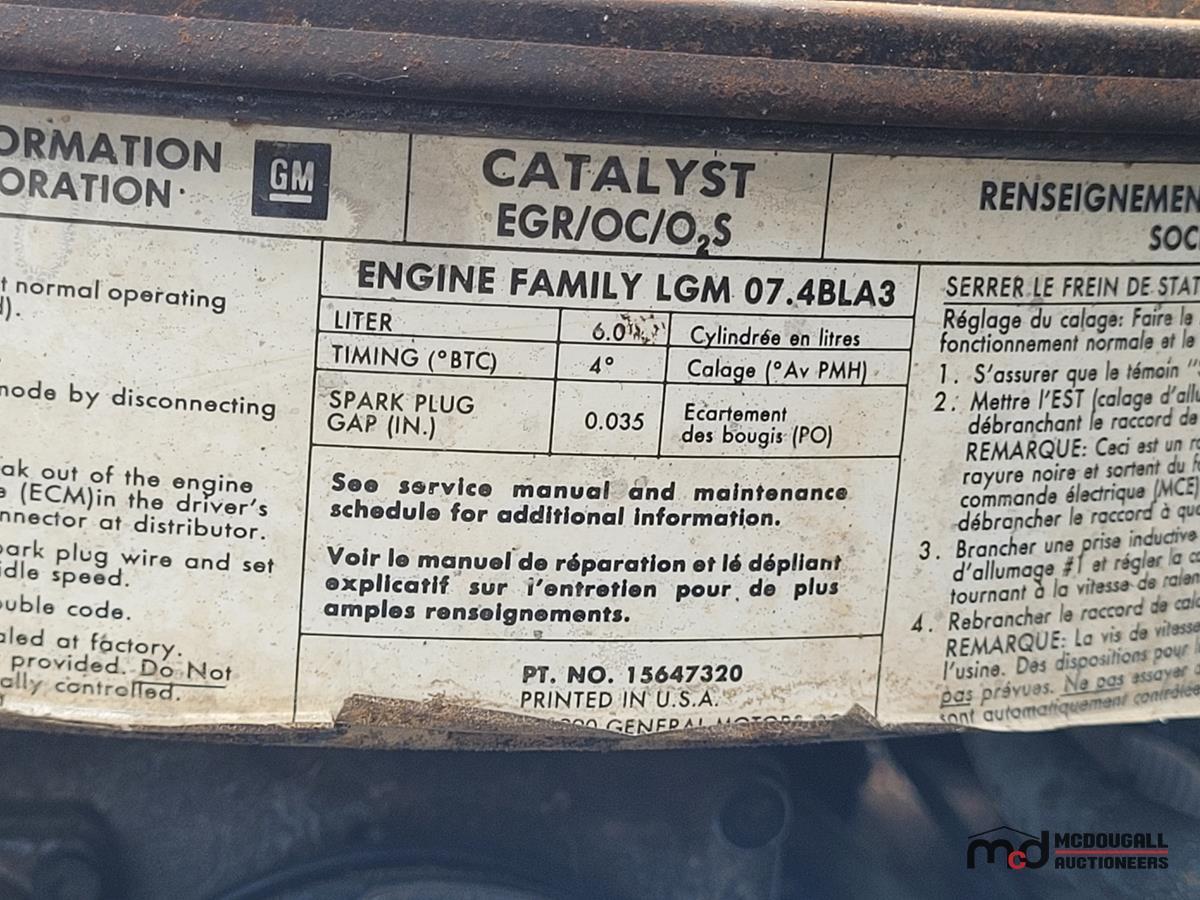 ORMATION
ORATION
GM
CATALYST
EGR/OC/O₂S
RENSEIGNEMEN
SOC
t normal operating
).
node by disconnecting
ak out of the engine
e (ECM)in the driver's
nnector at distributor.
park plug wire and set
idle speed.
ouble code.
aled at factory.
provided. Do Not
ally controlled.
ENGINE FAMILY LGM 07.4BLA3
LITER 6.0 Cylindrée en litres
TIMING (°BTC) 4° Calage (°Av PMH)
SPARK PLUG
GAP (IN.) 0.035 Ecartement
des bougis (PO)
See service manual and maintenance
schedule for additional information.
Voir le manuel de réparation et lé dépliant
explicatif sur l'entretien pour de plus
amples renseignements.
PT. NO. 15647320
PRINTED IN U.S.A.
GENERAL MOTORS
SERRER LE FREIN DE STAT
Réglage du calage: Faire le
fonctionnement normale et le
1. S'assurer que le témoin "
2. Mettre l'EST (calage d'allu
débranchant le raccord de
REMARQUE: Ceci est un ra
rayure noire et sortent du f
commande électrique (MCE)
débrancher le raccord à que
3. Brancher une prise inductive
d'allumage #1 et régler la ca
tournant à la vitesse de ralen
4. Rebrancher le raccord de cala
REMARQUE: La vis de vitesse
l'usine. Des dispositions pour l
pas prévues. Ne pas essayer
sont automatiquement contrôlée
mcd MCDOUGALL
AUCTIONEERS